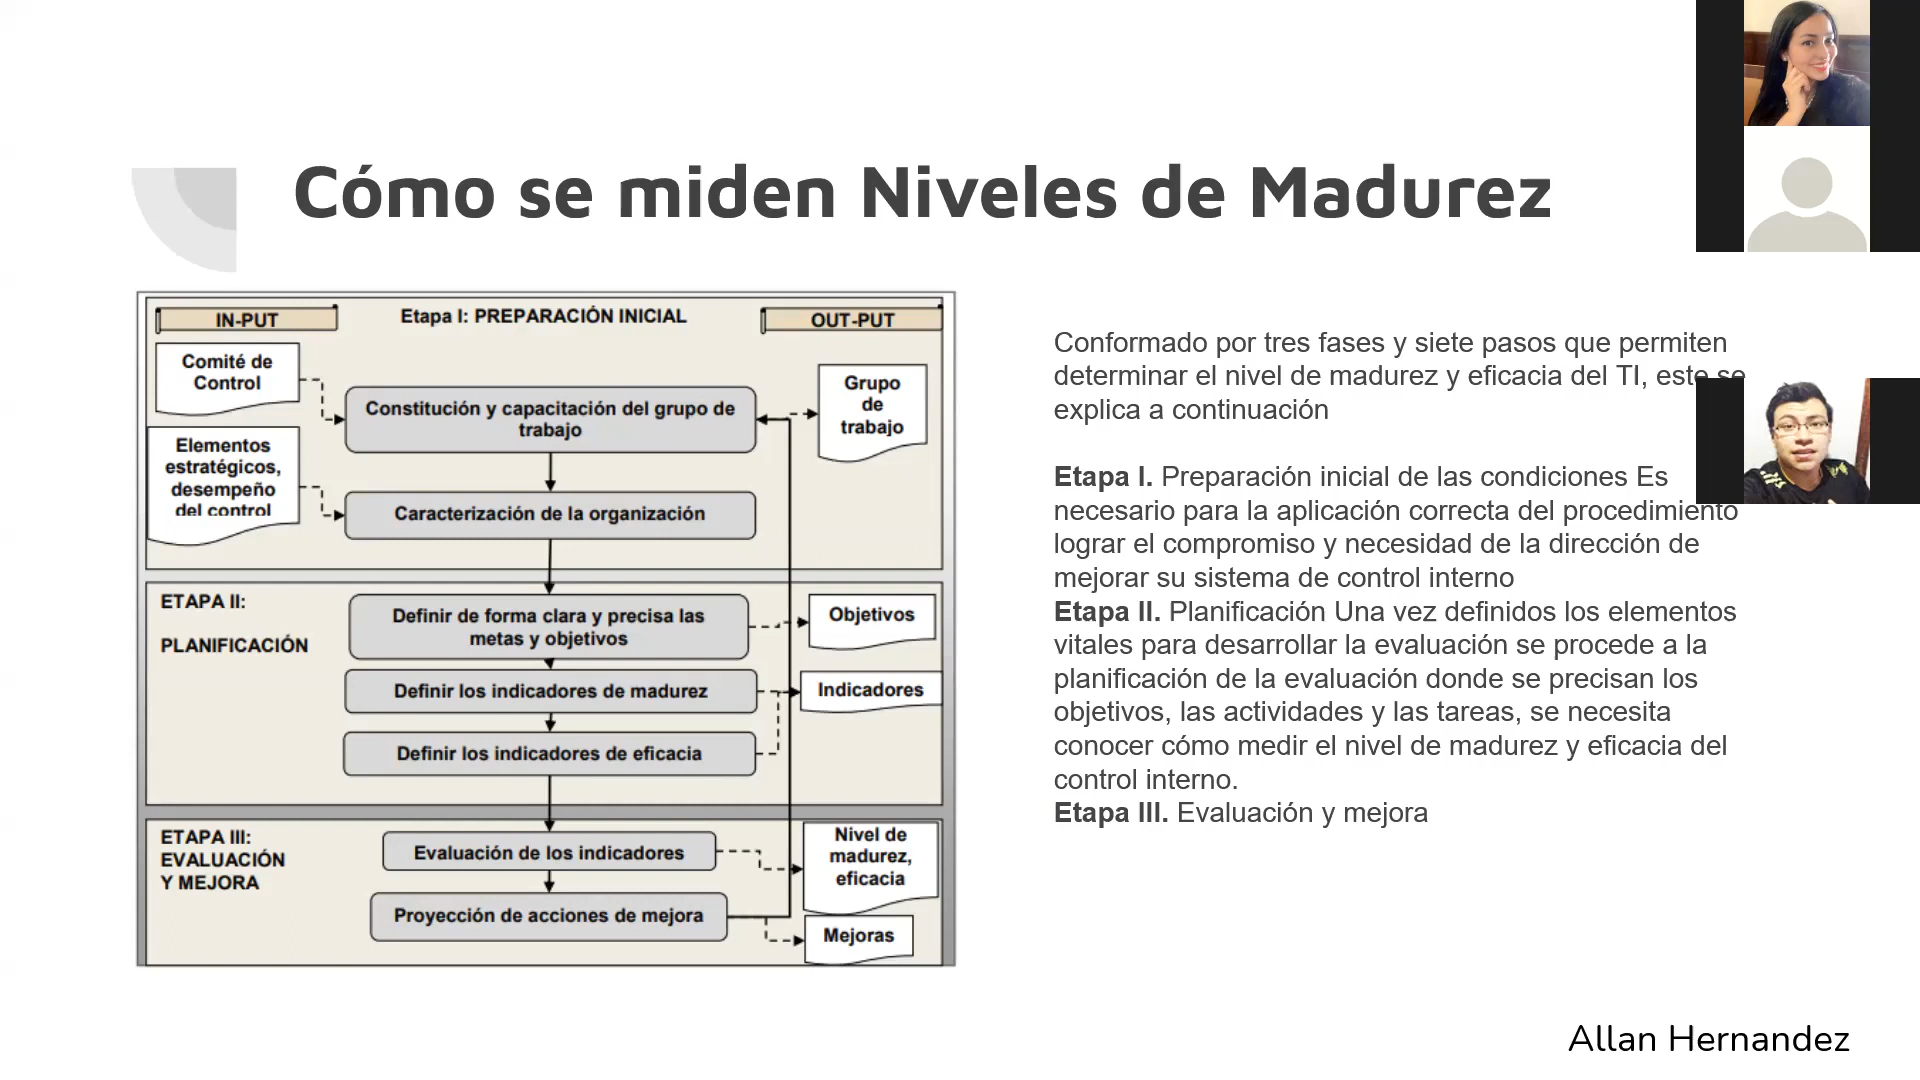 Cómo se miden Niveles de Madurez
IN-PUT
Etapa I: PREPARACIÓN INICIAL
OUT-PUT
Comité de
Control
Elementos
estratégicos,
desempeño
del control
Constitución y capacitación del grupo de
trabajo
Caracterización de la organización
Grupo
de
trabajo
ETAPA II:
PLANIFICACIÓN
Definir de forma clara y precisa las
metas y objetivos
Definir los indicadores de madurez
Definir los indicadores de eficacia
Objetivos
Indicadores
ETAPA III:
EVALUACIÓN
Y MEJORA
Evaluación de los indicadores
Proyección de acciones de mejora
Nivel de
madurez,
eficacia
Mejoras
Conformado por tres fases y siete pasos que permiten
determinar el nivel de madurez y eficacia del TI, este se
explica a continuación
Etapa I. Preparación inicial de las condiciones Es
necesario para la aplicación correcta del procedimiento
lograr el compromiso y necesidad de la dirección de
mejorar su sistema de control interno
Etapa II. Planificación Una vez definidos los elementos
vitales para desarrollar la evaluación se procede a la
planificación de la evaluación donde se precisan los
objetivos, las actividades y las tareas, se necesita
conocer cómo medir el nivel de madurez y eficacia del
control interno.
Etapa III. Evaluación y mejora
Allan Hernandez